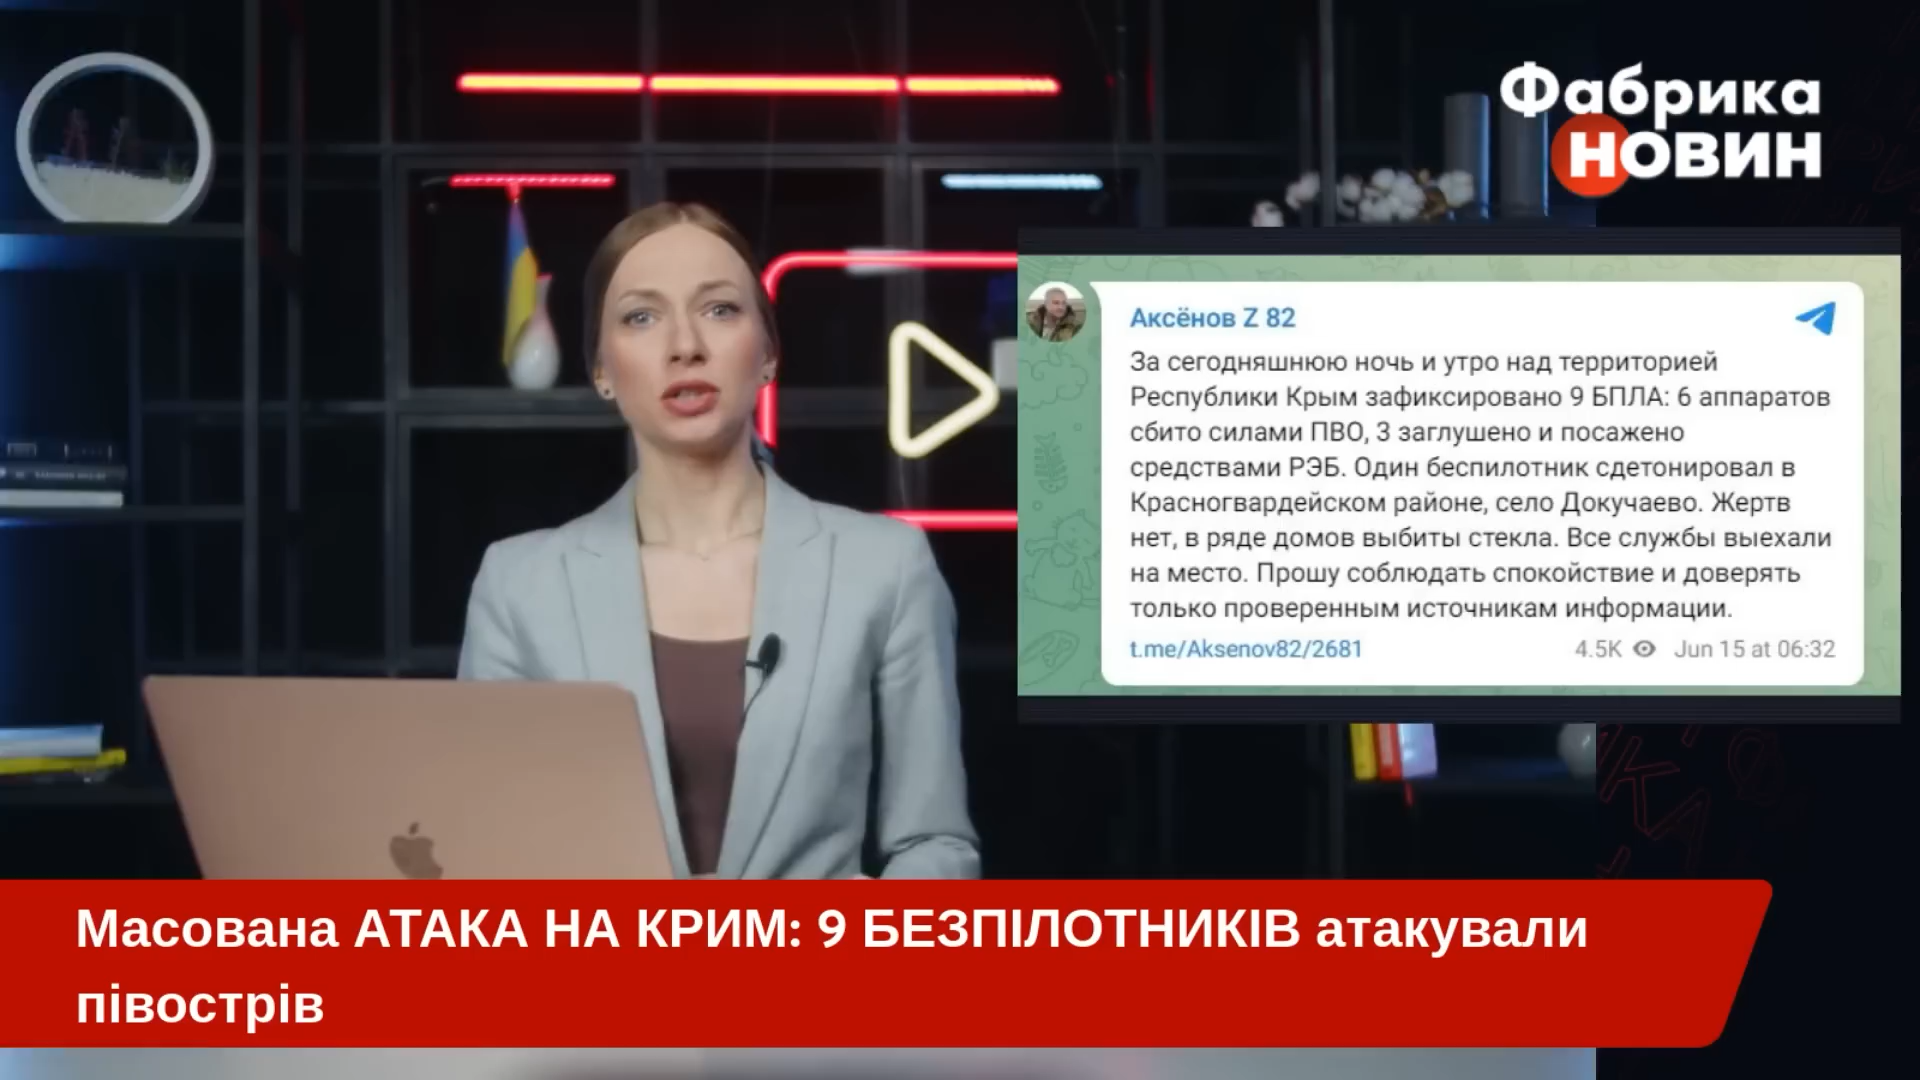 Фабрика
НОВИН
Аксёнов Z 82
За сегодняшнюю ночь и утро над территорией
Республики Крым зафиксировано 9 БПЛА: 6 аппаратов
сбито силами ПВО, 3 заглушено и посажено
средствами РЭБ. Один беспилотник сдетонировал в
Красногвардейском районе, село Докучаево. Жертв
нет, в ряде домов выбиты стекла. Все службы выехали
на место. Прошу соблюдать спокойствие и доверять
только проверенным источникам информации.
t.me/Aksenov82/2681
4.5K Jun 15 at 06:32
Масована АТАКА НА КРИМ: 9 БЕЗПІЛОТНИКІВ атакували
півострів